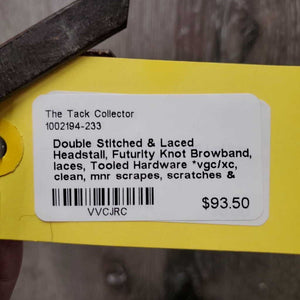 The Tack Collector
1002194-233
Double Stitched & Laced
Headstall, Futurity Knot Browband,
laces, Tooled Hardware *vgc/xc,
clean, mnr scrapes, scratches &
VVCJRC
$93.50